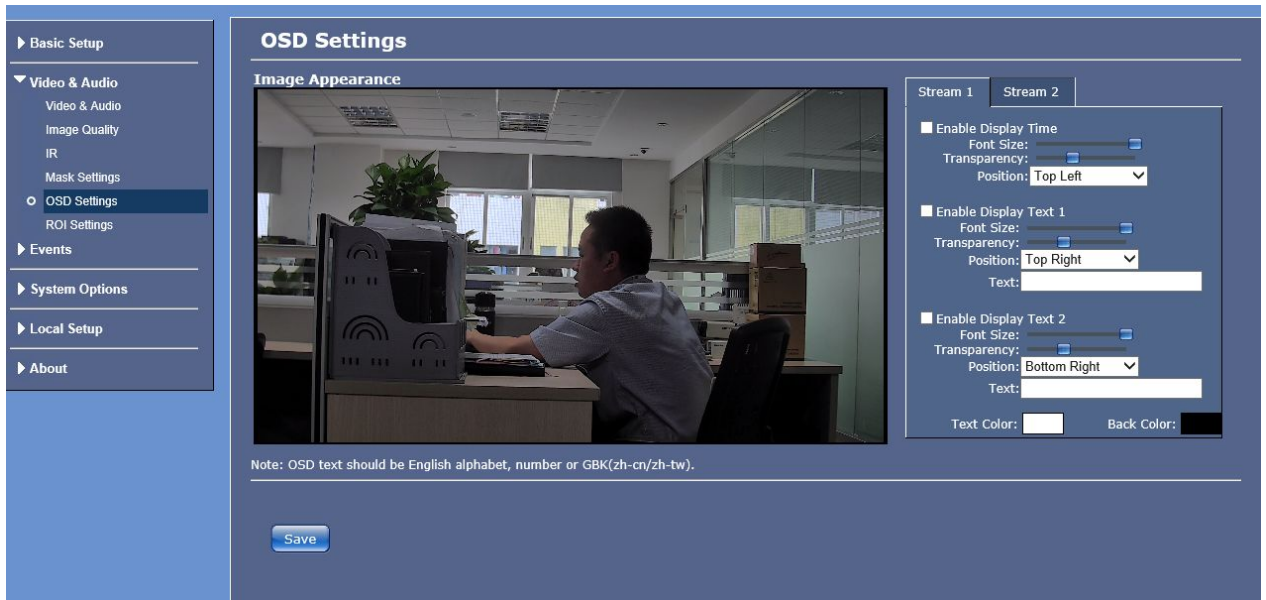 Basic Setup
Video & Audio
Video & Audio
Image Quality
IR
Mask Settings
OSD Settings
ROI Settings
Events
System Options
Local Setup
About
OSD Settings
Image Appearance
Stream 1 Stream 2
Enable Display Time
Font Size:
Transparency:
Position: Top Left
Enable Display Text 1
Font Size:
Transparency:
Position: Top Right
Text:
Enable Display Text 2
Font Size:
Transparency:
Position: Bottom Right
Text:
Text Color: Back Color:
Note: OSD text should be English alphabet, number or GBK(zh-cn/zh-tw).
Save